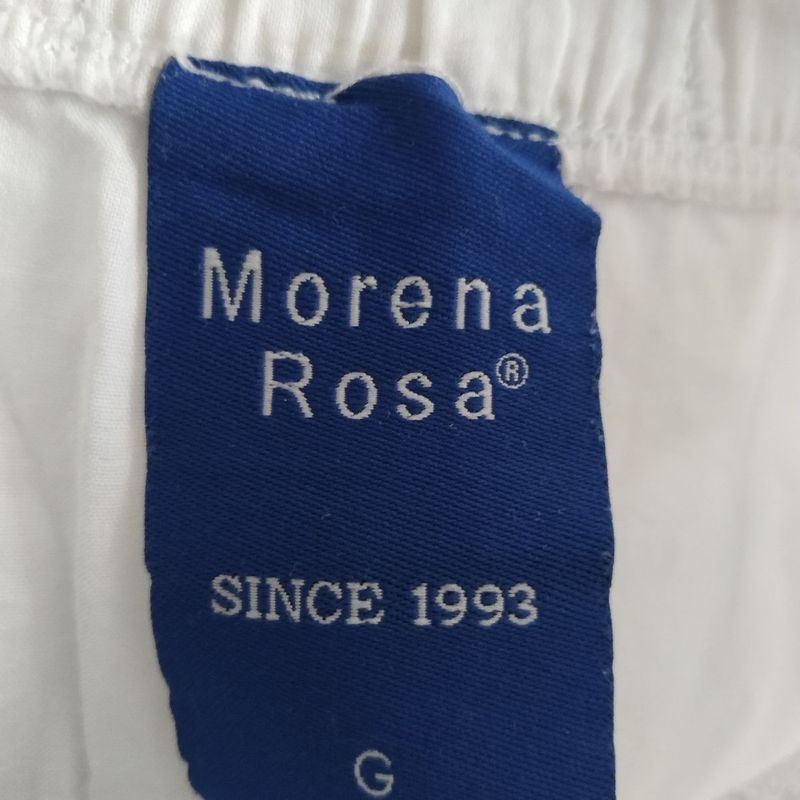 Morena
Rosa®
SINCE 1993
G